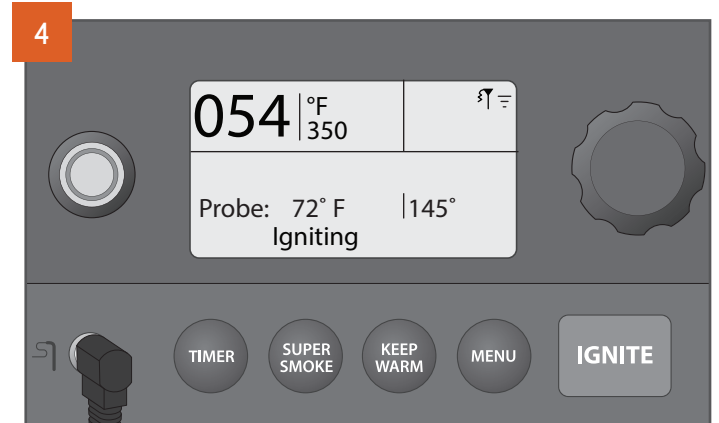 4
054 °F
350
Probe: 72° F 145°
Igniting
TIMER
SUPER
SMOKE
KEEP
WARM
MENU
IGNITE